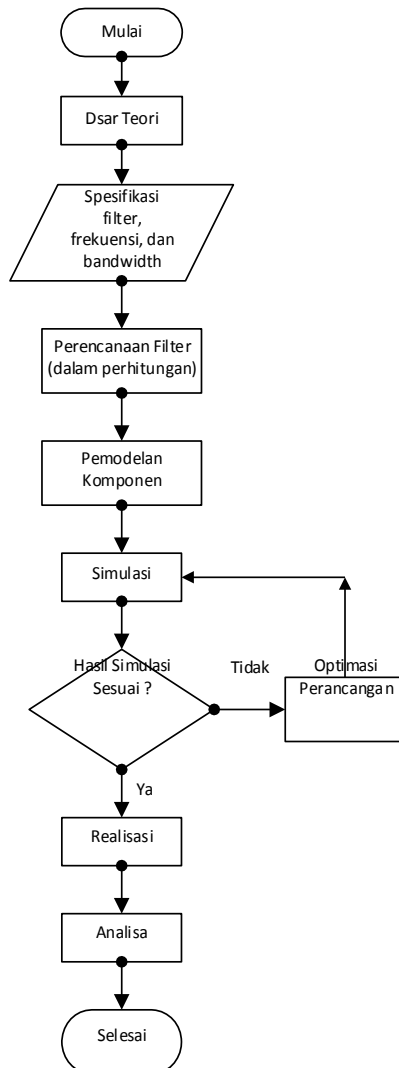 Mulai
Dsar Teori
Spesifikasi
filter,
frekuensi, dan
bandwidth
Perencanaan Filter
(dalam perhitungan)
Pemodelan
Komponen
Simulasi
Hasil Simulasi
Sesuai ?
Tidak
Optimasi
Perancangan
Ya
Realisasi
Analisa
Selesai